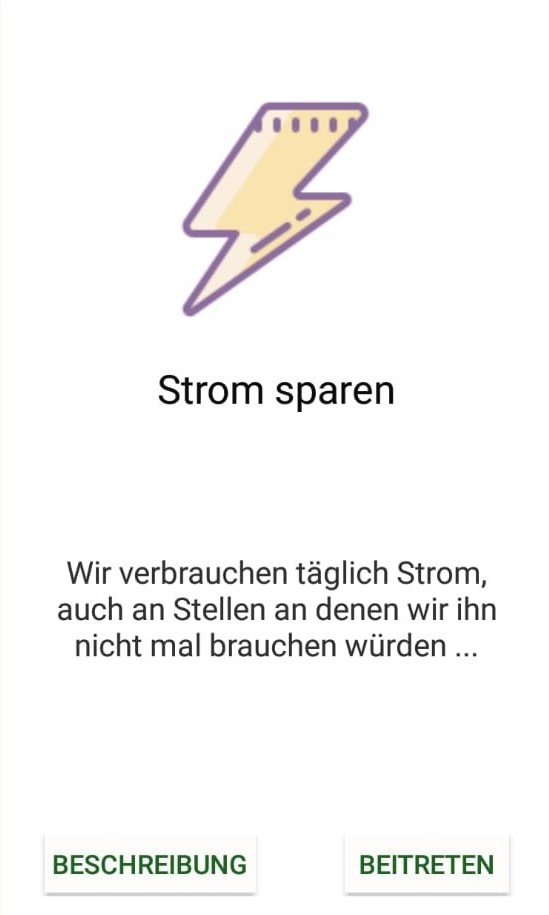 Strom sparen
Wir verbrauchen täglich Strom,
auch an Stellen an denen wir ihn
nicht mal brauchen würden ...
BESCHREIBUNG
BEITRETEN